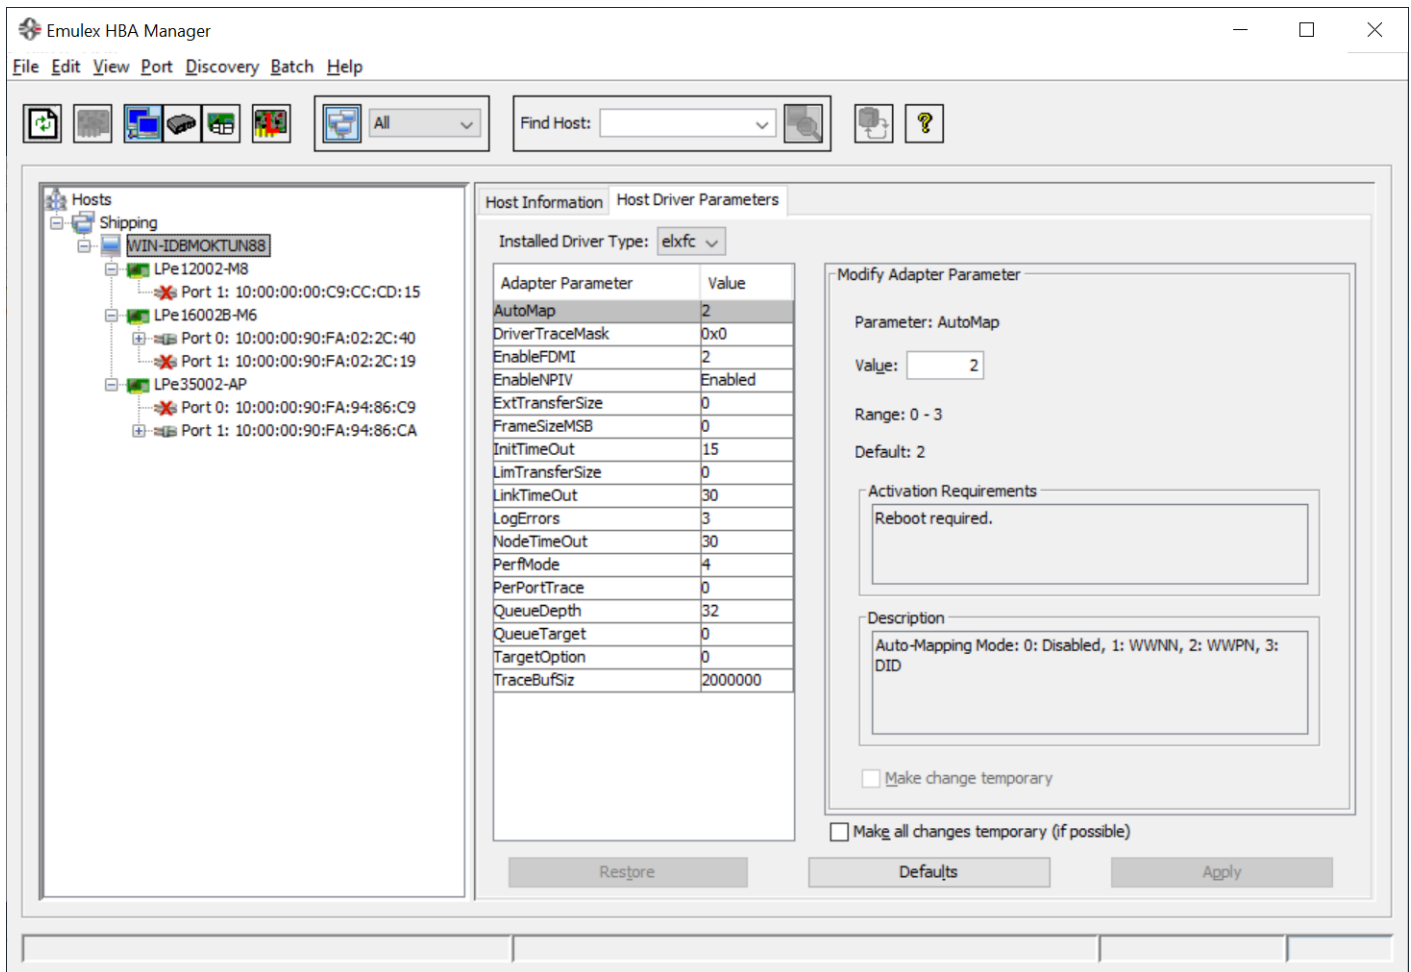 Emulex HBA Manager
File Edit View Port Discovery Batch Help
All
Find Host:
Hosts
Shipping
WIN-IDBMOKTUN88
LPe12002-M8
Port 1: 10:00:00:00:C9:CC:CD:15
LPe16002B-M6
Port 0: 10:00:00:90:FA:02:2C:40
Port 1: 10:00:00:90:FA:02:2C:19
LPe35002-AP
Port 0: 10:00:00:90:FA:94:86:C9
Port 1: 10:00:00:90:FA:94:86:CA
Host Information Host Driver Parameters
Installed Driver Type: elxfc
Adapter Parameter Value
AutoMap 2
DriverTraceMask 0x0
EnableFDMI 2
EnableNPIV Enabled
ExtTransferSize 0
FrameSizeMSB 0
InitTimeOut 15
LimTransferSize 0
LinkTimeOut 30
LogErrors 3
NodeTimeOut 30
PerfMode 4
PerPortTrace 0
QueueDepth 32
QueueTarget 0
TargetOption 0
TraceBufSiz 2000000
Modify Adapter Parameter
Parameter: AutoMap
Value: 2
Range: 0 - 3
Default: 2
Activation Requirements
Reboot required.
Description
Auto-Mapping Mode: 0: Disabled, 1: WWNN, 2: WWPN, 3:
DID
Make change temporary
Make all changes temporary (if possible)
Restore Defaults Apply